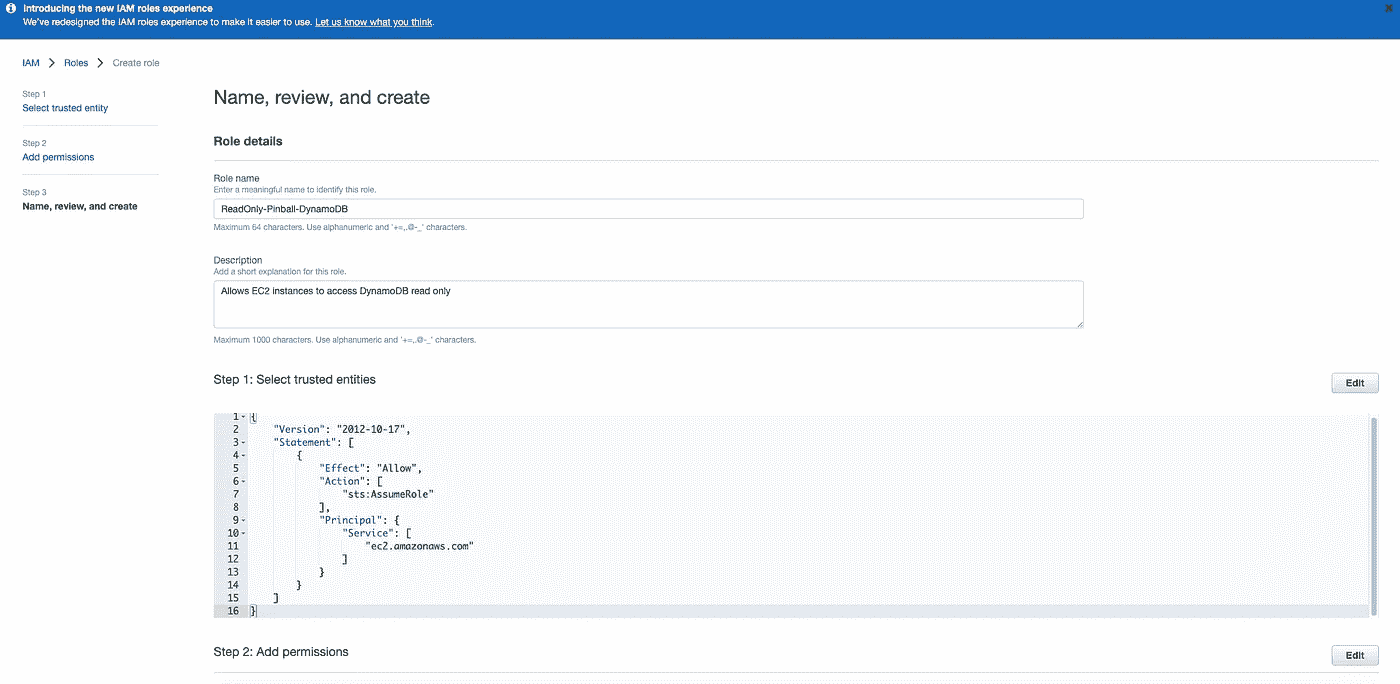 Introducing the new IAM roles experience
We've redesigned the IAM roles experience to make it easier to use. Let us know what you think.
IAM > Roles > Create role
Step 1
Select trusted entity
Step 2
Add permissions
Step 3
Name, review, and create
Name, review, and create
Role details
Role name
Enter a meaningful name to identify this role.
ReadOnly-Pinball-DynamoDB
Maximum 64 characters. Use alphanumeric and '+=,.@-_' characters.
Description
Add a short explanation for this role.
Allows EC2 instances to access DynamoDB read only
Maximum 1000 characters. Use alphanumeric and '+=,.@-_' characters.
Step 1: Select trusted entities
Edit
1 {
2     "Version": "2012-10-17",
3     "Statement": [
4         {
5             "Effect": "Allow",
6             "Action": [
7                 "sts:AssumeRole"
8             ],
9             "Principal": {
10                 "Service": [
11                     "ec2.amazonaws.com"
12                 ]
13             }
14         }
15     ]
16 }
Step 2: Add permissions
Edit